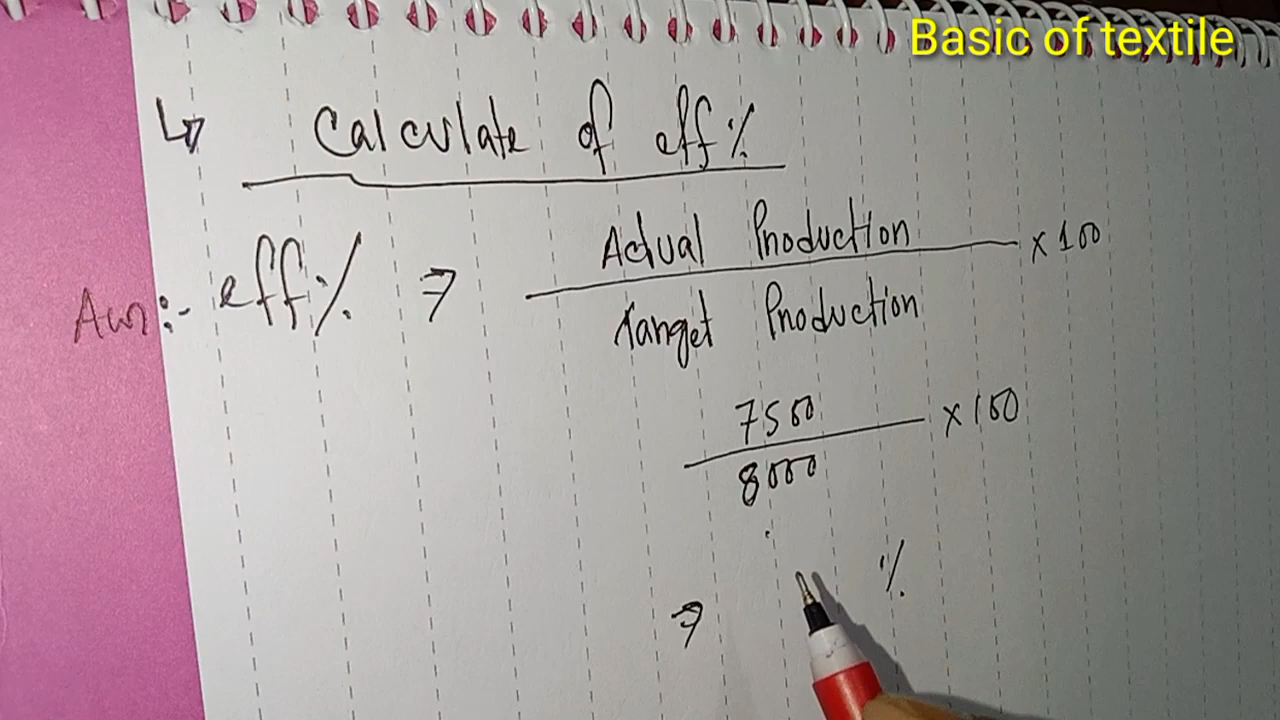 Basic of textile
↳ Calculate of eff%
Ans:- eff% ⇒ Actual Production / Target Production × 100
7500 / 8000 × 100
⇒ %